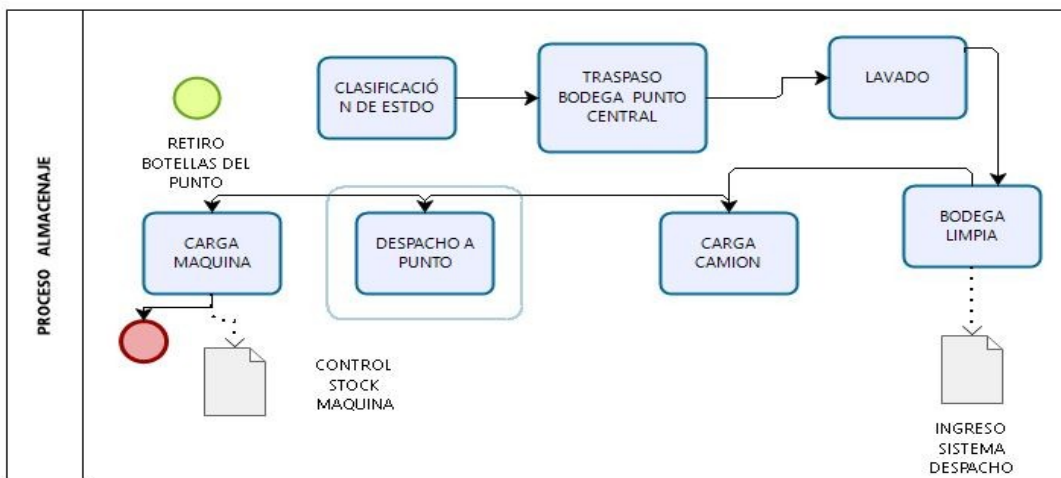 PROCESO ALMACENAJE
RETIRO
BOTELLAS DEL
PUNTO
CLASIFICACIÓ
N DE ESTDO
TRASPASO
BODEGA PUNTO
CENTRAL
LAVADO
CARGA
MAQUINA
DESPACHO A
PUNTO
CARGA
CAMION
BODEGA
LIMPIA
CONTROL
STOCK
MAQUINA
INGRESO
SISTEMA
DESPACHO